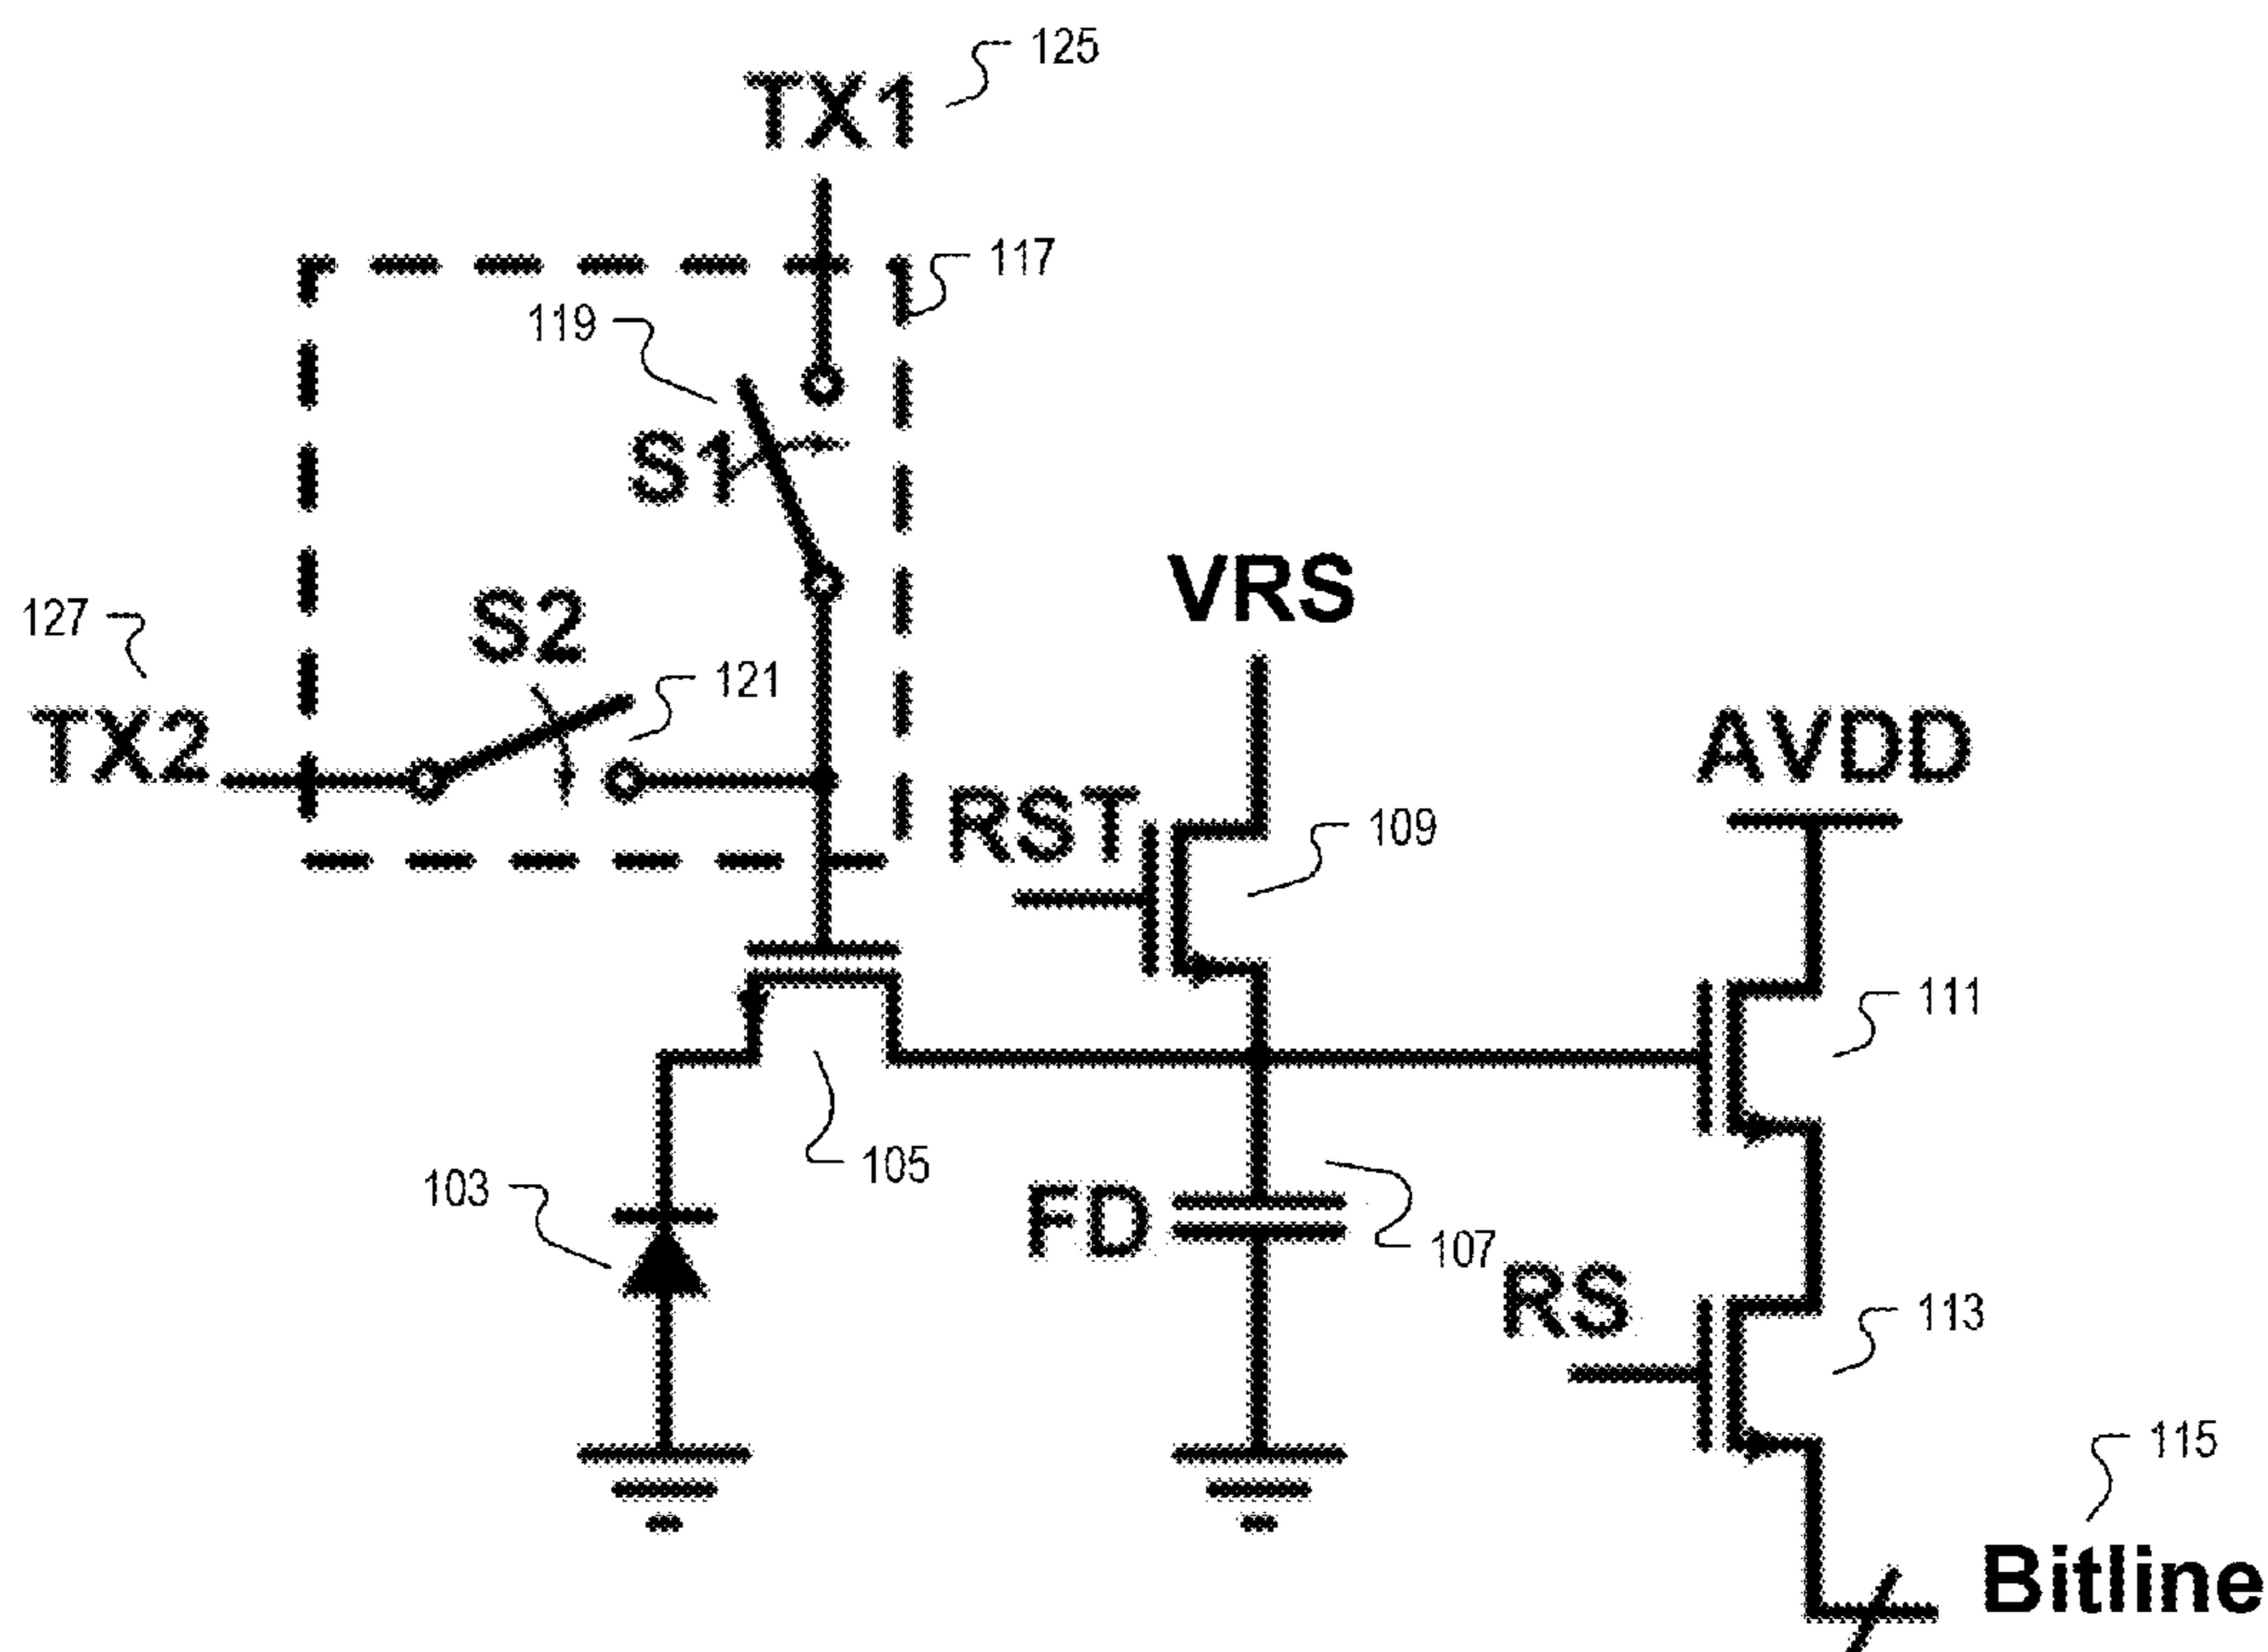 125
TX1
117
119
S1
VRS
127
S2
121
TX2
AVDD
RST
109
111
105
103
FD
107
RS
113
115
Bitline